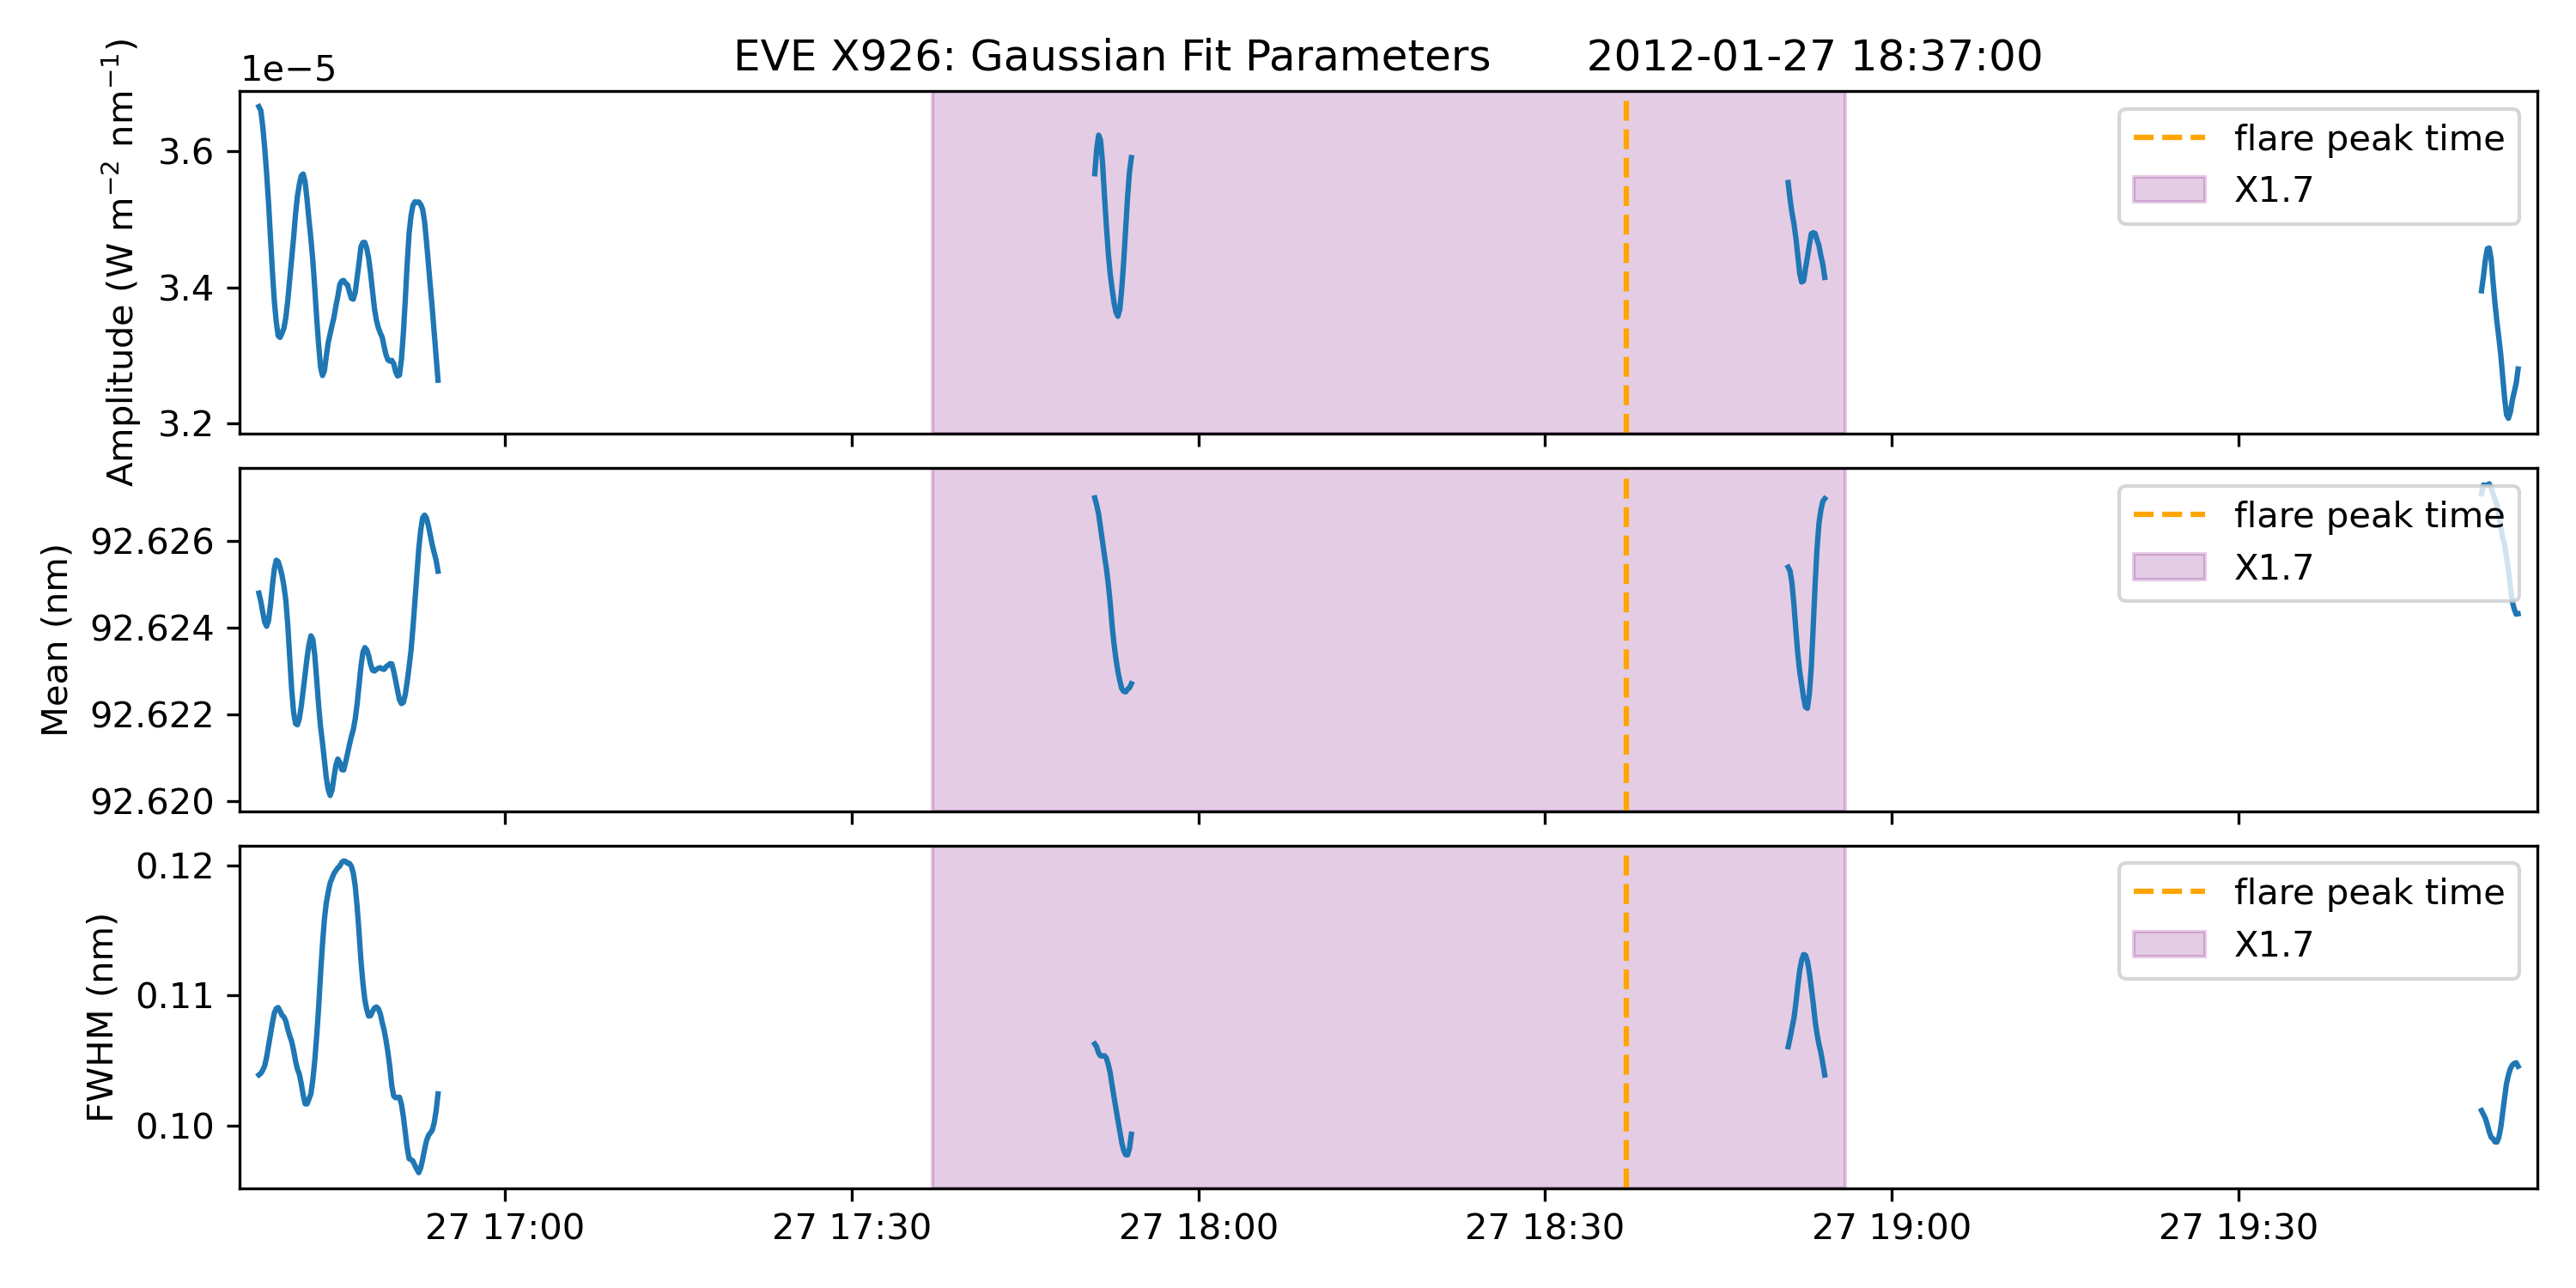 EVE X926: Gaussian Fit Parameters 2012-01-27 18:37:00
1e−5
Amplitude (W m−2 nm−1)
3.6
3.4
3.2
flare peak time
X1.7
Mean (nm)
92.626
92.624
92.622
92.620
flare peak time
X1.7
FWHM (nm)
0.12
0.11
0.10
flare peak time
X1.7
27 17:00 27 17:30 27 18:00 27 18:30 27 19:00 27 19:30